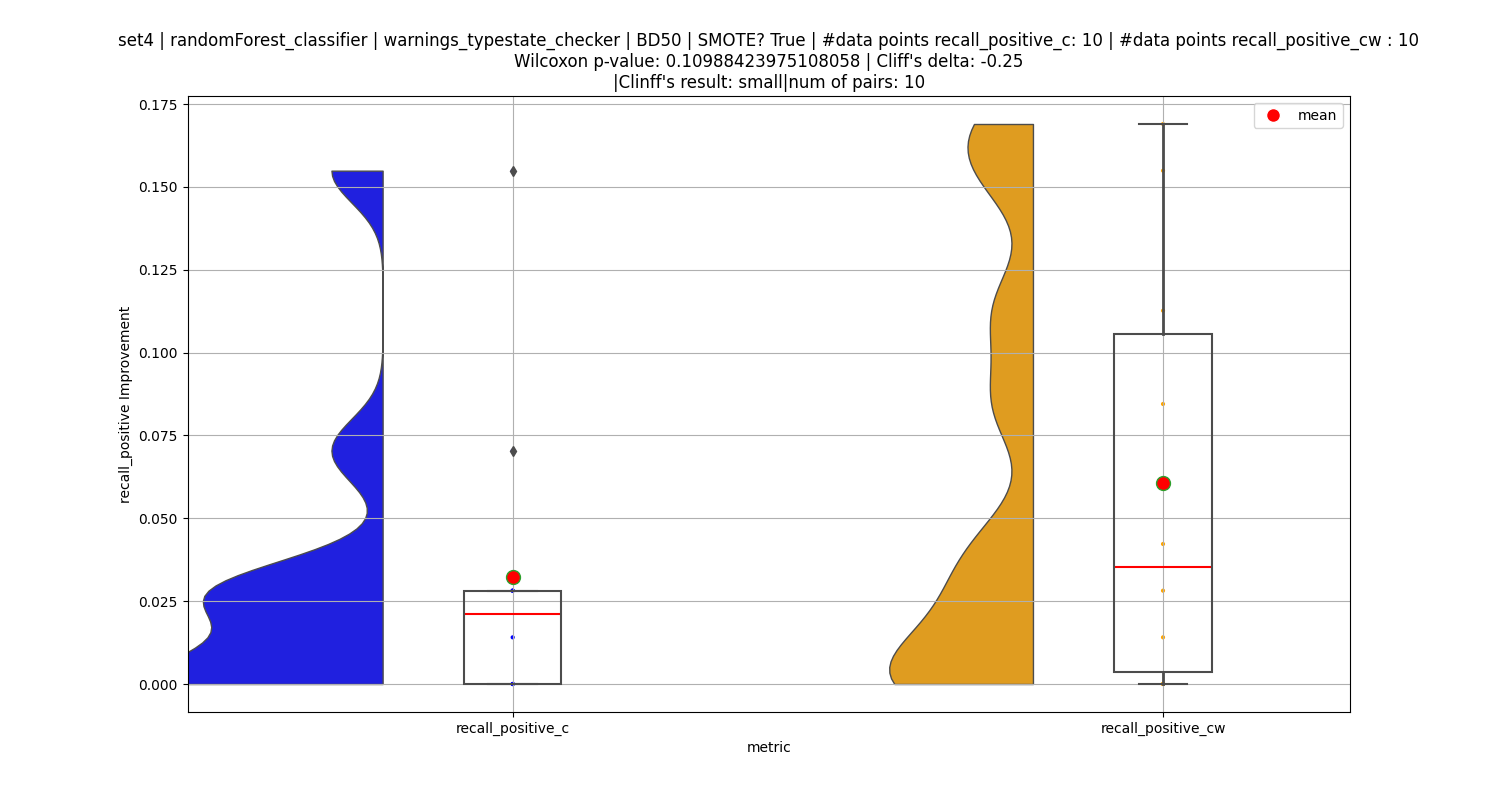 set4 | randomForest_classifier | warnings_typestate_checker | BD50 | SMOTE? True | #data points recall_positive_c: 10 | #data points recall_positive_cw : 10
Wilcoxon p-value: 0.10988423975108058 | Cliff's delta: -0.25
|Clinff's result: small|num of pairs: 10
mean
recall_positive Improvement
0.175
0.150
0.125
0.100
0.075
0.050
0.025
0.000
recall_positive_c
recall_positive_cw
metric